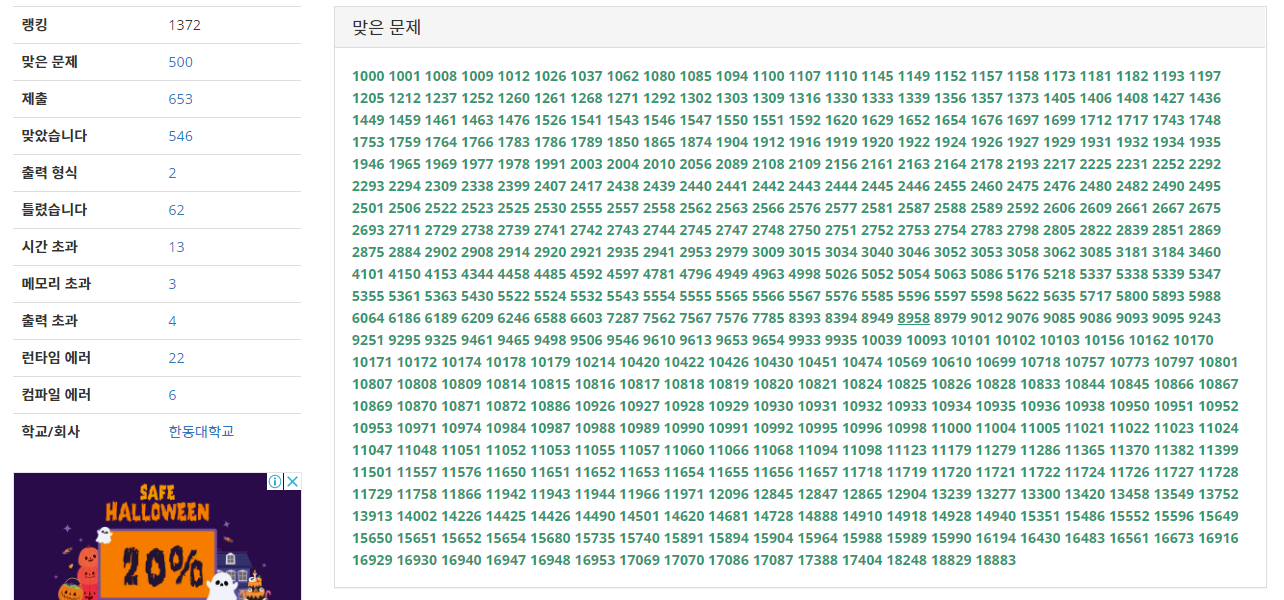 랭킹 1372
맞은 문제 500
제출 653
맞았습니다 546
출력 형식 2
틀렸습니다 62
시간 초과 13
메모리 초과 3
출력 초과 4
런타임 에러 22
컴파일 에러 6
학교/회사 한동대학교
SAFE
HALLOWEEN
20%
맞은 문제
1000 1001 1008 1009 1012 1026 1037 1062 1080 1085 1094 1100 1107 1110 1145 1149 1152 1157 1158 1173 1181 1182 1193 1197
1205 1212 1237 1252 1260 1261 1268 1271 1292 1302 1303 1309 1316 1330 1333 1339 1356 1357 1373 1405 1406 1408 1427 1436
1449 1459 1461 1463 1476 1526 1541 1543 1546 1547 1550 1551 1592 1620 1629 1652 1654 1676 1697 1699 1712 1717 1743 1748
1753 1759 1764 1766 1783 1786 1789 1850 1865 1874 1904 1912 1916 1919 1920 1922 1924 1926 1927 1929 1931 1932 1934 1935
1946 1965 1969 1977 1978 1991 2003 2004 2010 2056 2089 2108 2109 2156 2161 2163 2164 2178 2193 2217 2225 2231 2252 2292
2293 2294 2309 2338 2399 2407 2417 2438 2439 2440 2441 2442 2443 2444 2445 2446 2455 2460 2475 2476 2480 2482 2490 2495
2501 2506 2522 2523 2525 2530 2555 2557 2558 2562 2563 2566 2576 2577 2581 2587 2588 2589 2592 2606 2609 2661 2667 2675
2693 2711 2729 2738 2739 2741 2742 2743 2744 2745 2747 2748 2750 2751 2752 2753 2754 2783 2798 2805 2822 2839 2851 2869
2875 2884 2902 2908 2914 2920 2921 2935 2941 2953 2979 3009 3015 3034 3040 3046 3052 3053 3058 3062 3085 3181 3184 3460
4101 4150 4153 4344 4458 4485 4592 4597 4781 4796 4949 4963 4998 5026 5052 5054 5063 5086 5176 5218 5337 5338 5339 5347
5355 5361 5363 5430 5522 5524 5532 5543 5554 5555 5565 5566 5567 5576 5585 5596 5597 5598 5622 5635 5717 5800 5893 5988
6064 6186 6189 6209 6246 6588 6603 7287 7562 7567 7576 7785 8393 8394 8949 8958 8979 9012 9076 9085 9086 9093 9095 9243
9251 9295 9325 9461 9465 9498 9506 9546 9610 9613 9653 9654 9933 9935 10039 10093 10101 10102 10103 10156 10162 10170
10171 10172 10174 10178 10179 10214 10420 10422 10426 10430 10451 10474 10569 10610 10699 10718 10757 10773 10797 10801
10807 10808 10809 10814 10815 10816 10817 10818 10819 10820 10821 10824 10825 10826 10828 10833 10844 10845 10866 10867
10869 10870 10871 10872 10886 10926 10927 10928 10929 10930 10931 10932 10933 10934 10935 10936 10938 10950 10951 10952
10953 10971 10974 10984 10987 10988 10989 10990 10991 10992 10995 10996 10998 11000 11004 11005 11021 11022 11023 11024
11047 11048 11051 11052 11053 11055 11057 11060 11066 11068 11094 11098 11123 11179 11279 11286 11365 11370 11382 11399
11501 11557 11576 11650 11651 11652 11653 11654 11655 11656 11657 11718 11719 11720 11721 11722 11724 11726 11727 11728
11729 11758 11866 11942 11943 11944 11966 11971 12096 12845 12847 12865 12904 13239 13277 13300 13420 13458 13549 13752
13913 14002 14226 14425 14426 14490 14501 14620 14681 14728 14888 14910 14918 14928 14940 15351 15486 15552 15596 15649
15650 15651 15652 15654 15680 15735 15740 15891 15894 15904 15964 15988 15989 15990 16194 16430 16483 16561 16673 16916
16929 16930 16940 16947 16948 16953 17069 17070 17086 17087 17388 17404 18248 18829 18883